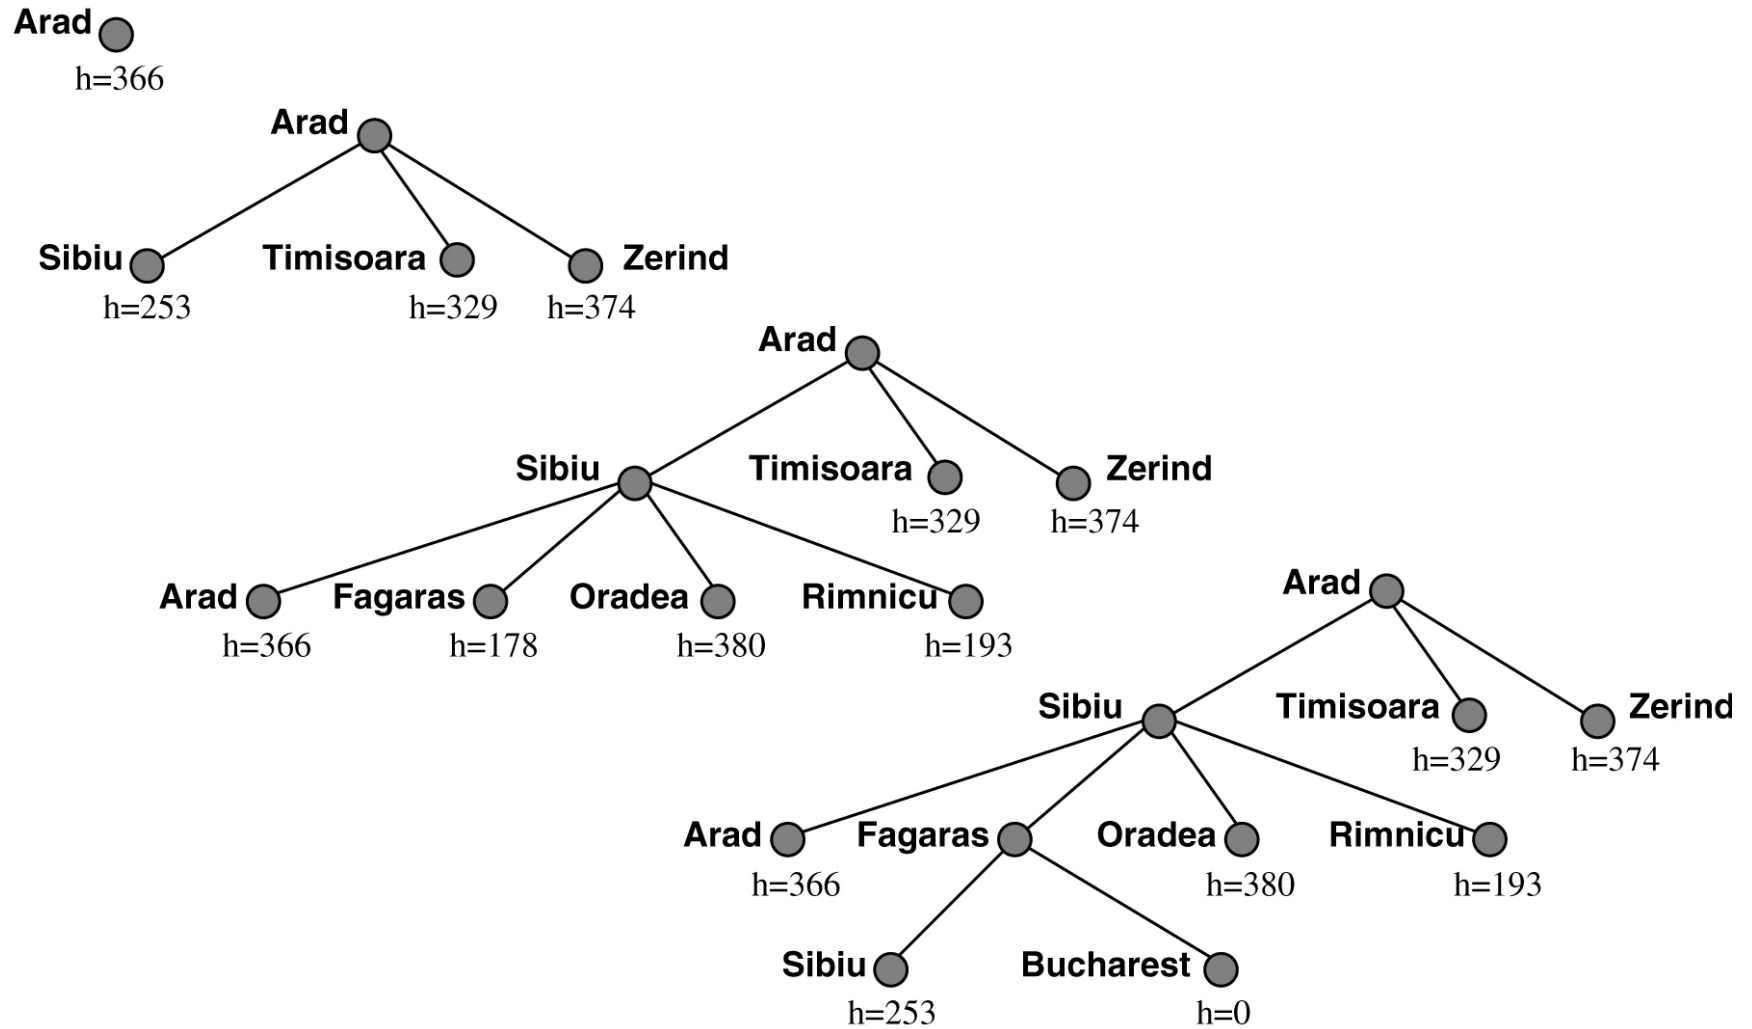 Arad
h=366
Arad
Sibiu Timisoara Zerind
h=253 h=329 h=374
Arad
Sibiu Timisoara Zerind
h=329 h=374
Arad Fagaras Oradea Rimnicu
h=366 h=178 h=380 h=193
Arad
Sibiu Timisoara Zerind
h=329 h=374
Arad Fagaras Oradea Rimnicu
h=366 h=380 h=193
Sibiu Bucharest
h=253 h=0